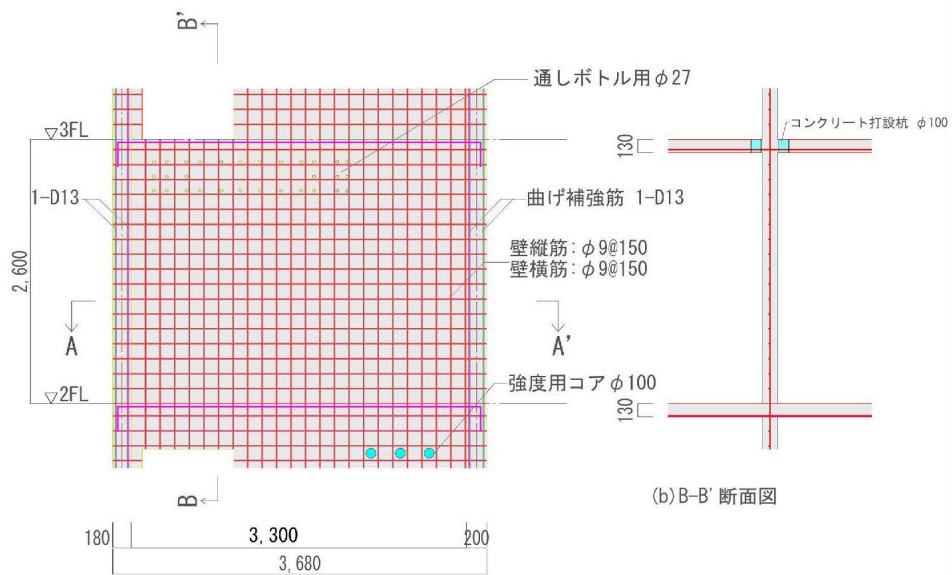 B'
通しボトル用φ27
コンクリート打設杭 φ100
▽3FL
130
1-D13
曲げ補強筋 1-D13
壁縦筋：φ9@150
壁横筋：φ9@150
2,600
A
A'
強度用コアφ100
▽2FL
130
B
(b)B-B'断面図
180
3,300
200
3,680